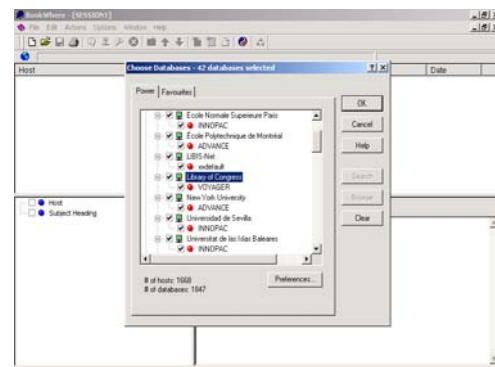 BookWhere - [SESSION1]
File Edit Actions Options Window Help
Host
Date
Choose Databases - 42 databases selected
Power
Favourites
École Normale Superieure Paris
INNOPAC
École Polytechnique de Montréal
ADVANCE
LIBIS-Net
wxdefault
Library of Congress
VOYAGER
New York University
ADVANCE
Universidad de Sevilla
INNOPAC
Universitat de las Islas Baleares
INNOPAC
OK
Cancel
Help
Search
Browse
Clear
# of hosts: 1668
# of databases: 1847
Preferences...
Host
Subject Heading